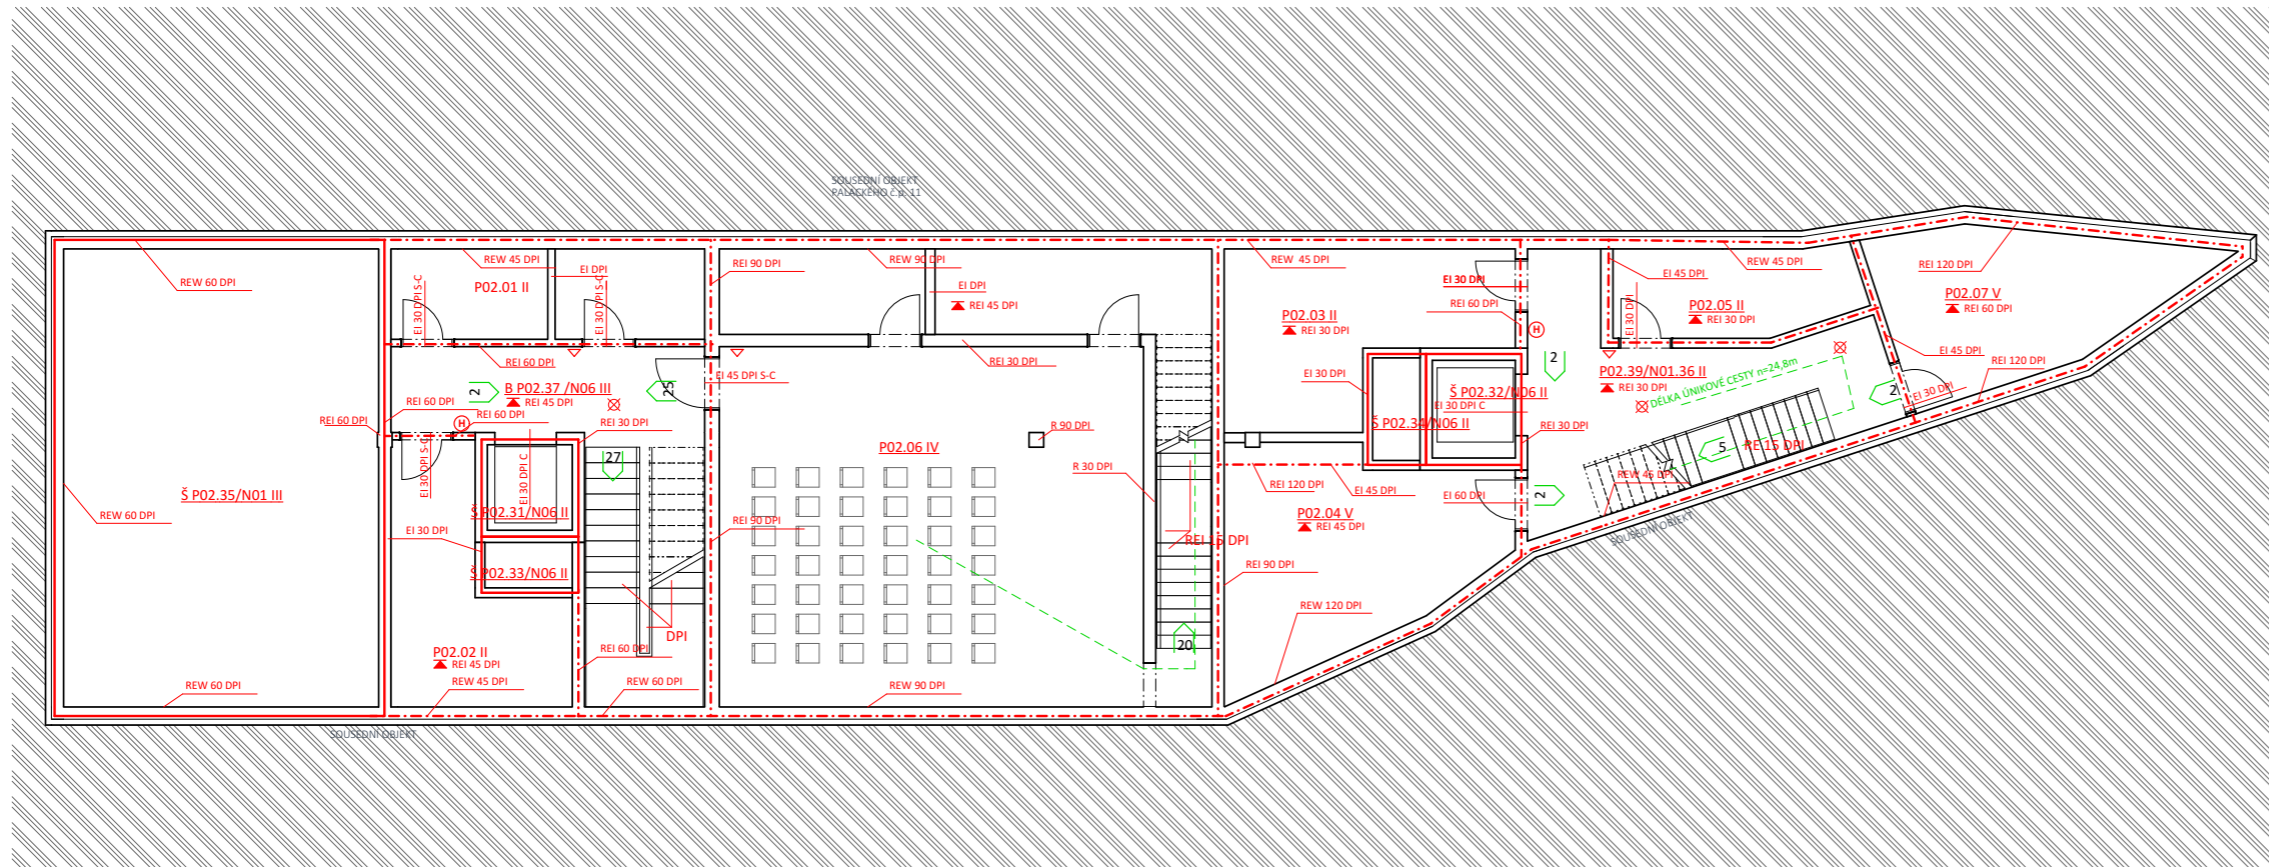 SOUSEDNÍ OBJEKT
PALACKÉHO č.p. 11
REW 60 DPI
REW 45 DPI
P02.01 II
EI DPI
EI 30 DPI S-C
EI 30 DPI S-C
REI 60 DPI
REI 90 DPI
REW 90 DPI
EI DPI
REI 45 DPI
REI 30 DPI
EI 45 DPI S-C
REW 45 DPI
EI 30 DPI
REI 60 DPI
P02.03 II
REI 30 DPI
H
EI 45 DPI
REW 45 DPI
P02.05 II
REI 30 DPI
EI 30 DPI
REI 120 DPI
P02.07 V
REI 60 DPI
EI 45 DPI
REI 120 DPI
EI 30 DPI
2
B P02.37 /N06 III
REI 45 DPI
25
REI 60 DPI
REI 60 DPI
REI 60 DPI
H
REI 30 DPI
EI 30 DPI S-C
EI 30 DPI C
27
Š P02.35/N01 III
REW 60 DPI
Š P02.31/N06 II
EI 30 DPI
Š P02.33/N06 II
DPI
P02.02 II
REI 45 DPI
REW 45 DPI
REI 60 DPI
REW 60 DPI
REW 60 DPI
P02.06 IV
R 90 DPI
R 30 DPI
REI 90 DPI
REI 15 DPI
20
REW 90 DPI
EI 30 DPI
Š P02.32/N06 II
EI 30 DPI C
Š P02.34/N06 II
REI 30 DPI
2
P02.39/N01.36 II
REI 30 DPI
DÉLKA ÚNIKOVÉ CESTY n=24,8m
2
5
RE 15 DPI
REW 45 DPI
SOUSEDNÍ OBJEKT
REI 120 DPI
EI 45 DPI
EI 60 DPI
2
P02.04 V
REI 45 DPI
REI 90 DPI
REW 120 DPI
SOUSEDNÍ OBJEKT